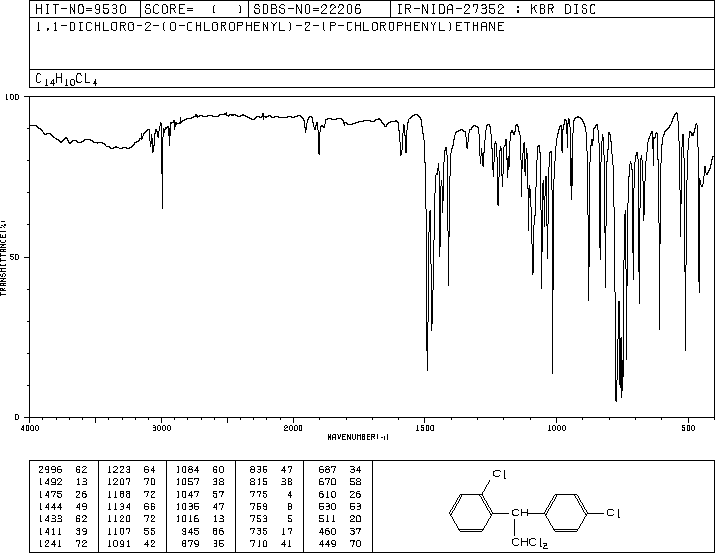 HIT-NO=9530 SCORE= ( ) SDBS-NO=22206 IR-NIDA-27352 : KBR DISC
1,1-DICHLORO-2-(O-CHLOROPHENYL)-2-(P-CHLOROPHENYL)ETHANE
C14H10CL4
100
50
0
TRANSMITTANCE(%)
4000 3000 2000 1500 1000 500
WAVENUMBER(-1)
2996 62 1223 64 1084 60 836 47 687 34
1492 13 1207 70 1057 38 815 38 670 58
1475 26 1188 72 1047 57 775 4 610 26
1444 49 1134 66 1036 47 759 8 530 53
1433 62 1120 72 1016 13 753 5 511 20
1411 39 1107 55 945 66 735 17 460 37
1241 72 1091 42 879 35 710 41 449 70
Cl
CH
Cl
CHCl2